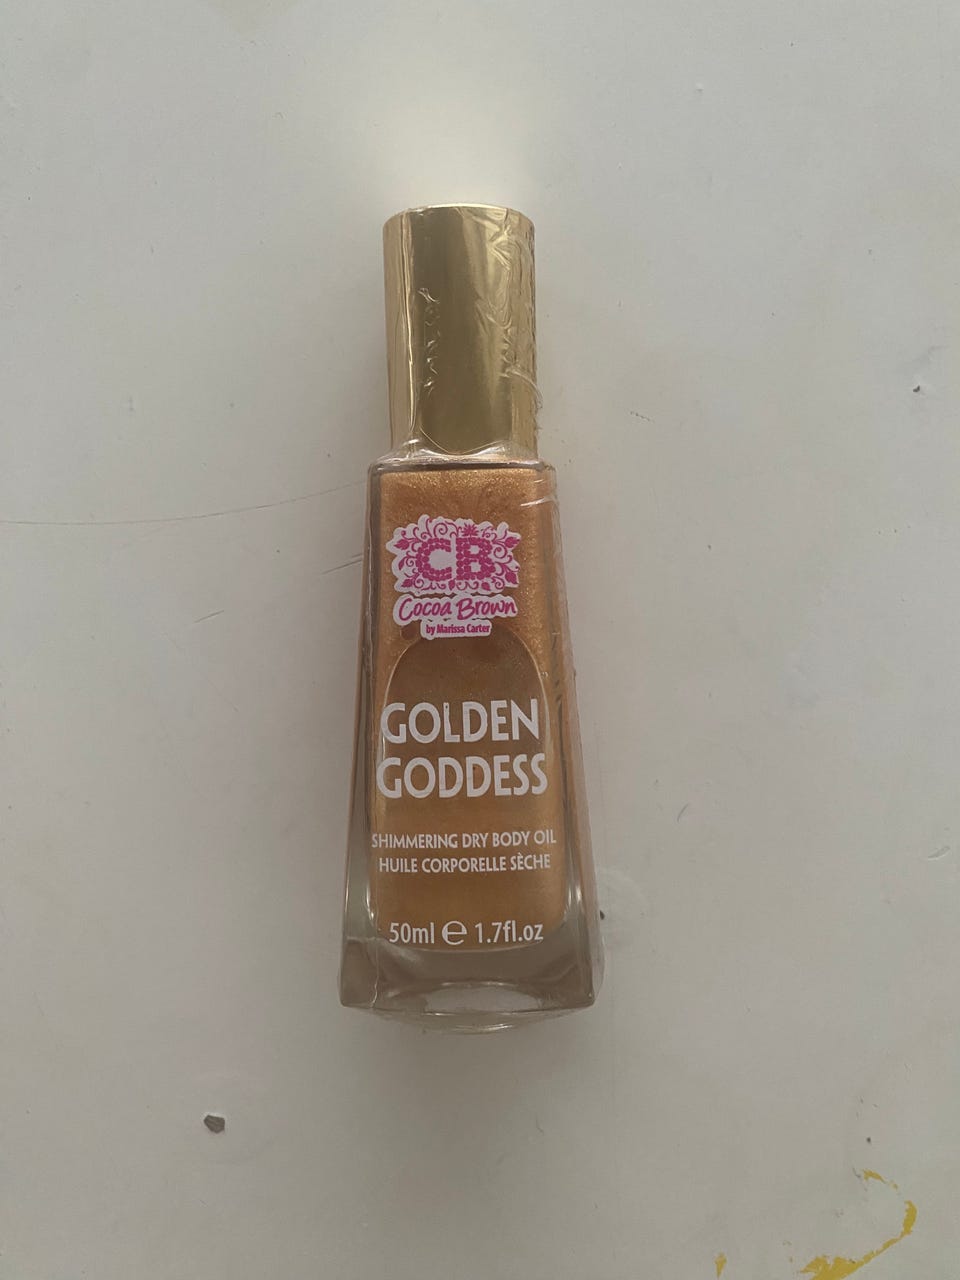 CB
Cocoa Brown
by Marissa Carter
GOLDEN
GODDESS
SHIMMERING DRY BODY OIL
HUILE CORPORELLE SÈCHE
50ml ℮ 1.7fl.oz